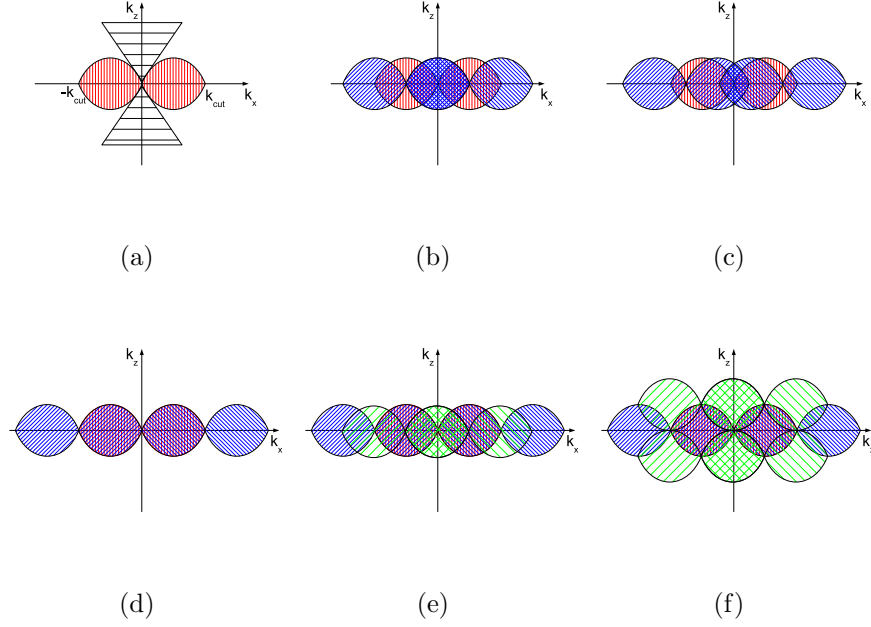 k_z k_z k_z
-k_cut k_cut k_x k_x k_x
(a) (b) (c)
k_z k_z k_z
k_x k_x k_x
(d) (e) (f)